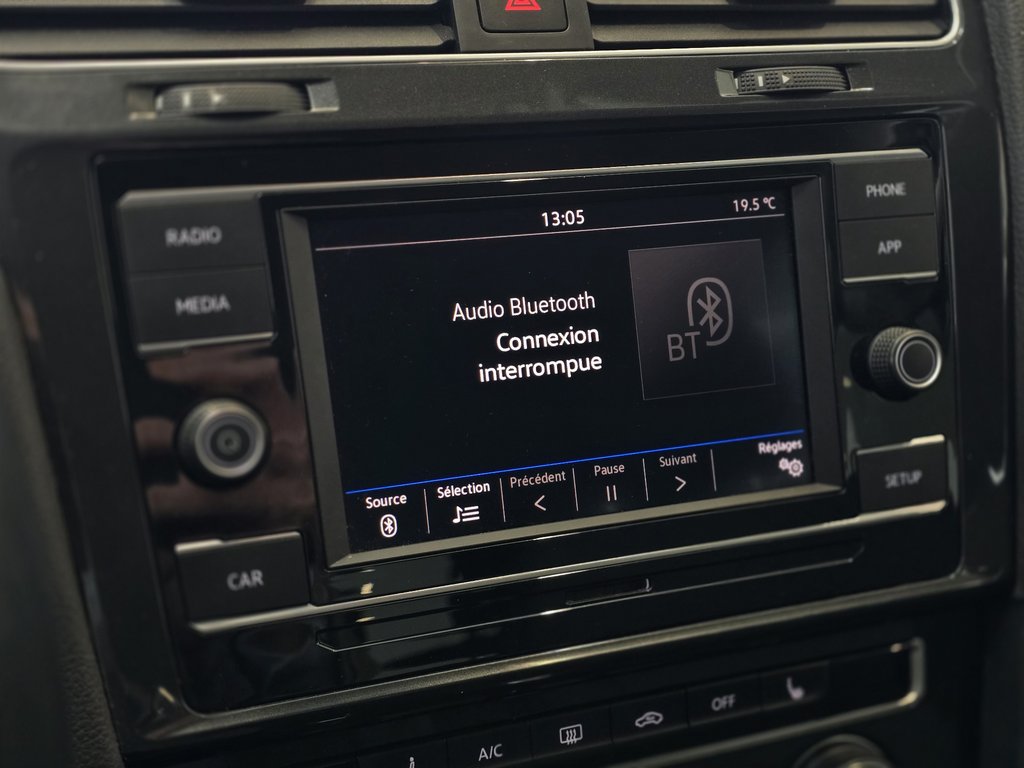 13:05
19.5 °C
PHONE
RADIO
APP
MEDIA
Audio Bluetooth
Connexion
interrompue
BT
Source
Sélection
Précédent
Pause
Suivant
Réglages
SETUP
CAR
A/C
OFF